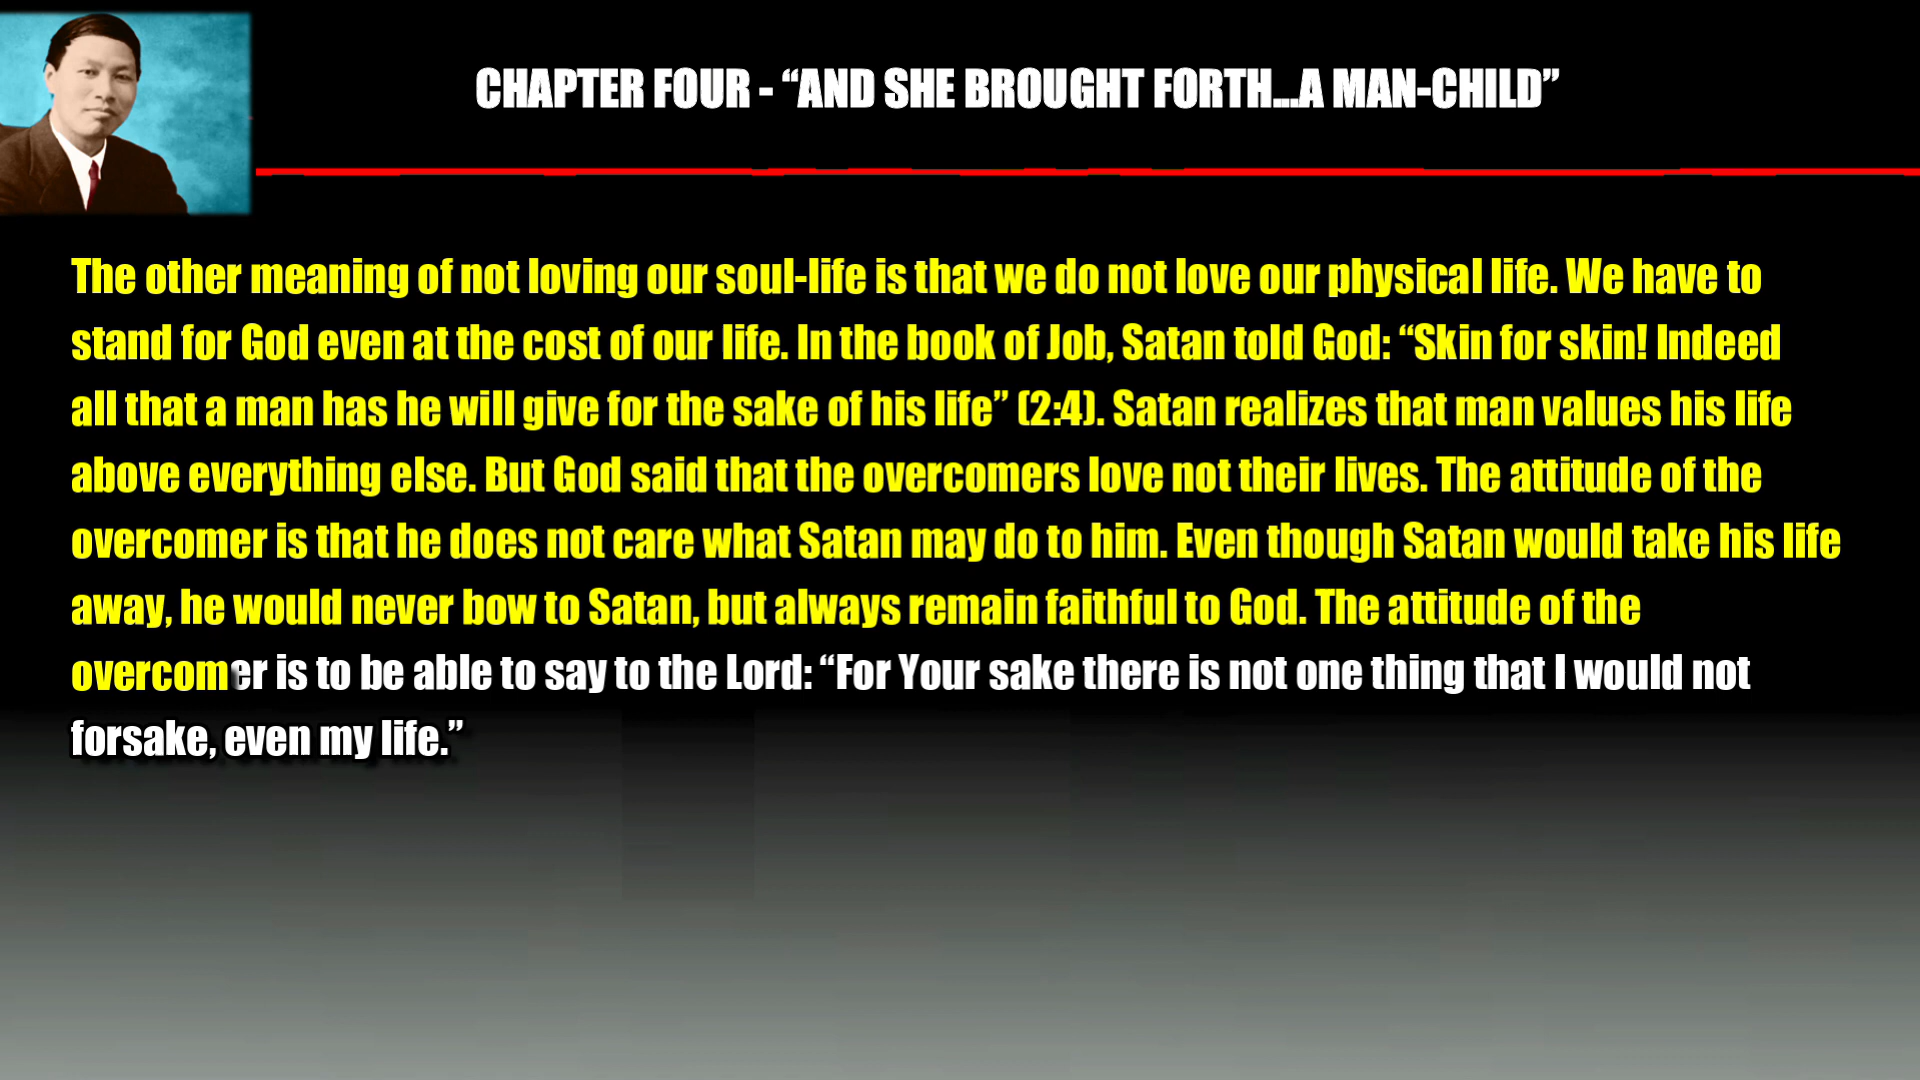 CHAPTER FOUR - “AND SHE BROUGHT FORTH...A MAN-CHILD”
The other meaning of not loving our soul-life is that we do not love our physical life. We have to
stand for God even at the cost of our life. In the book of Job, Satan told God: “Skin for skin! Indeed
all that a man has he will give for the sake of his life” (2:4). Satan realizes that man values his life
above everything else. But God said that the overcomers love not their lives. The attitude of the
overcomer is that he does not care what Satan may do to him. Even though Satan would take his life
away, he would never bow to Satan, but always remain faithful to God. The attitude of the
overcomer is to be able to say to the Lord: “For Your sake there is not one thing that I would not
forsake, even my life.”